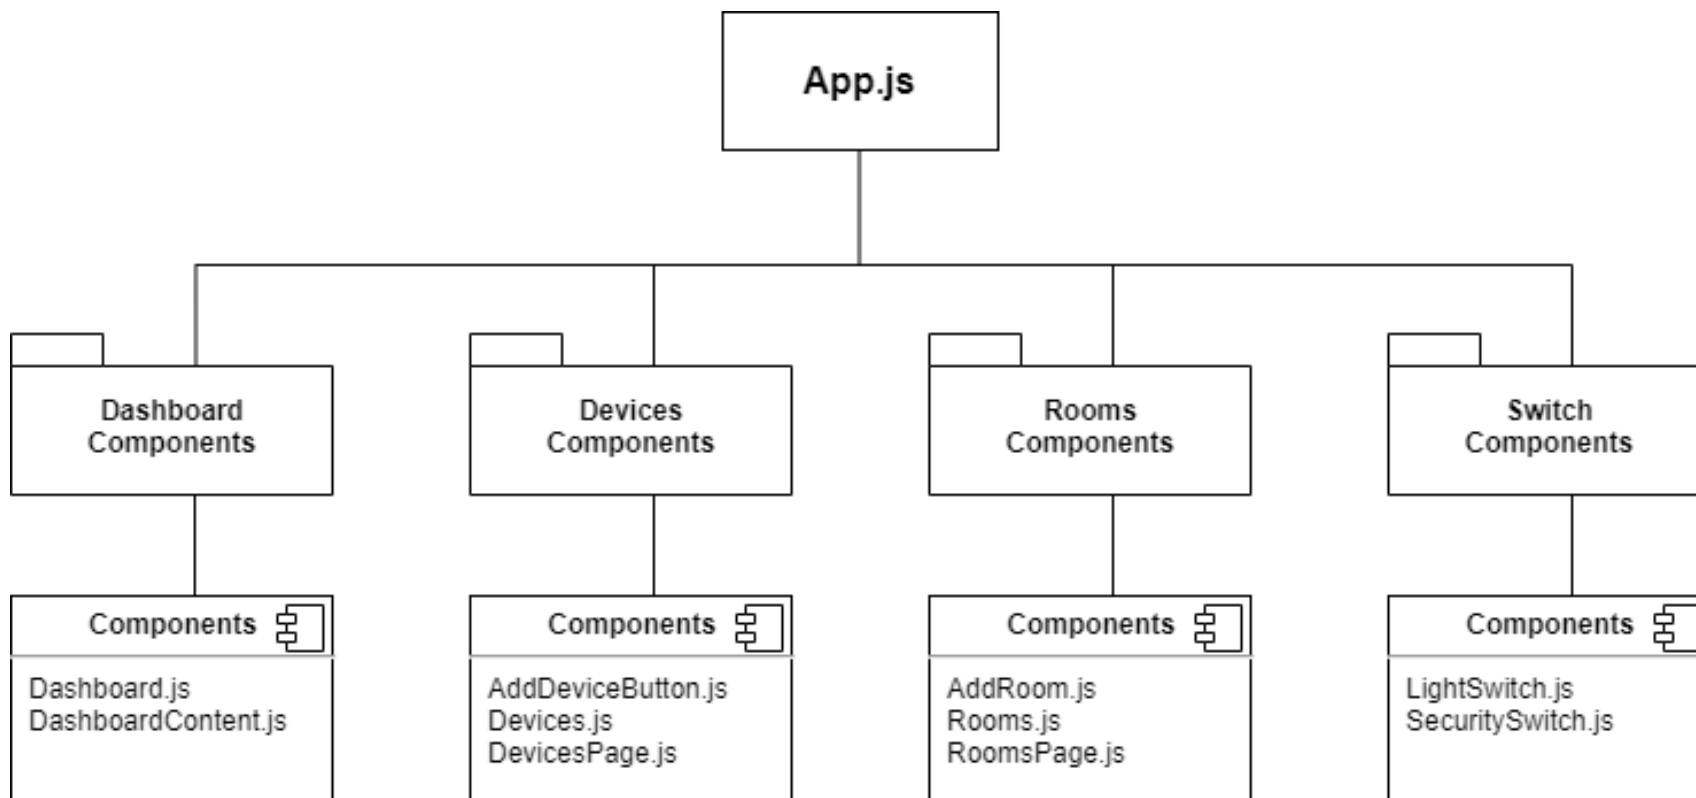 App.js
Dashboard
Components
Devices
Components
Rooms
Components
Switch
Components
Components
Dashboard.js
DashboardContent.js
Components
AddDeviceButton.js
Devices.js
DevicesPage.js
Components
AddRoom.js
Rooms.js
RoomsPage.js
Components
LightSwitch.js
SecuritySwitch.js